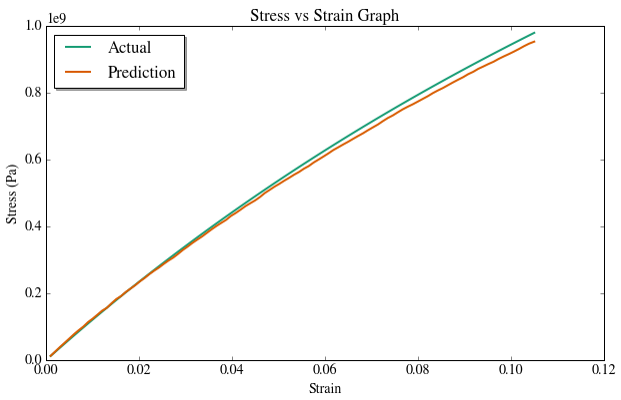 Stress vs Strain Graph
1e9
1.0
0.8
0.6
0.4
0.2
0.0
Stress (Pa)
Actual
Prediction
0.00 0.02 0.04 0.06 0.08 0.10 0.12
Strain